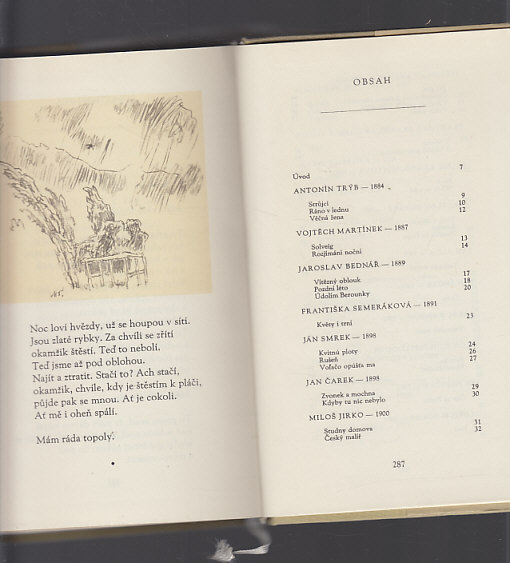 Noc loví hvězdy, už se houpou v síti.
Jsou zlaté rybky. Za chvíli se zřítí
okamžik štěstí. Teď to nebolí.
Teď jsme až pod oblohou.
Najít a ztratit. Stačí to? Ach stačí,
okamžik, chvíle, kdy je štěstím k pláči,
půjde pak se mnou. Ať je cokoli.
Ať mě i oheň spálí.
Mám ráda topoly.
OBSAH
Úvod 7
ANTONÍN TRÝB — 1884
Strůjci 9
Ráno v lednu 10
Věčná žena 12
VOJTĚCH MARTÍNEK — 1887
Solveig 13
Rozjímání noční 14
JAROSLAV BEDNÁŘ — 1889
Vítězný oblouk 17
Pozdní léto 18
Údolím Berounky 20
FRANTIŠKA SEMERÁKOVÁ — 1891
Květy i trní 23
JÁN SMREK — 1898
Kvitnú ploty 24
Rušeň 26
Voľačo opúšťa ma 27
JAN ČAREK — 1898
Zvonek a mochna 29
Kdyby tu nic nebylo 30
MILOŠ JIRKO — 1900
Studny domova 31
Český malíř 32
287